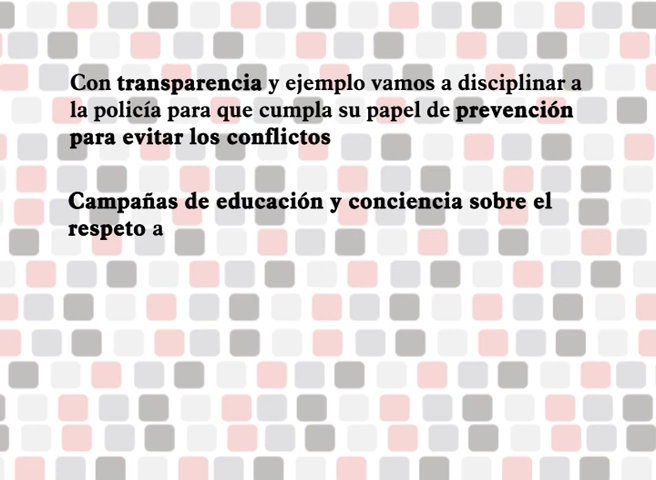 Con transparencia y ejemplo vamos a disciplinar a
la policía para que cumpla su papel de prevención
para evitar los conflictos
Campañas de educación y conciencia sobre el
respeto a